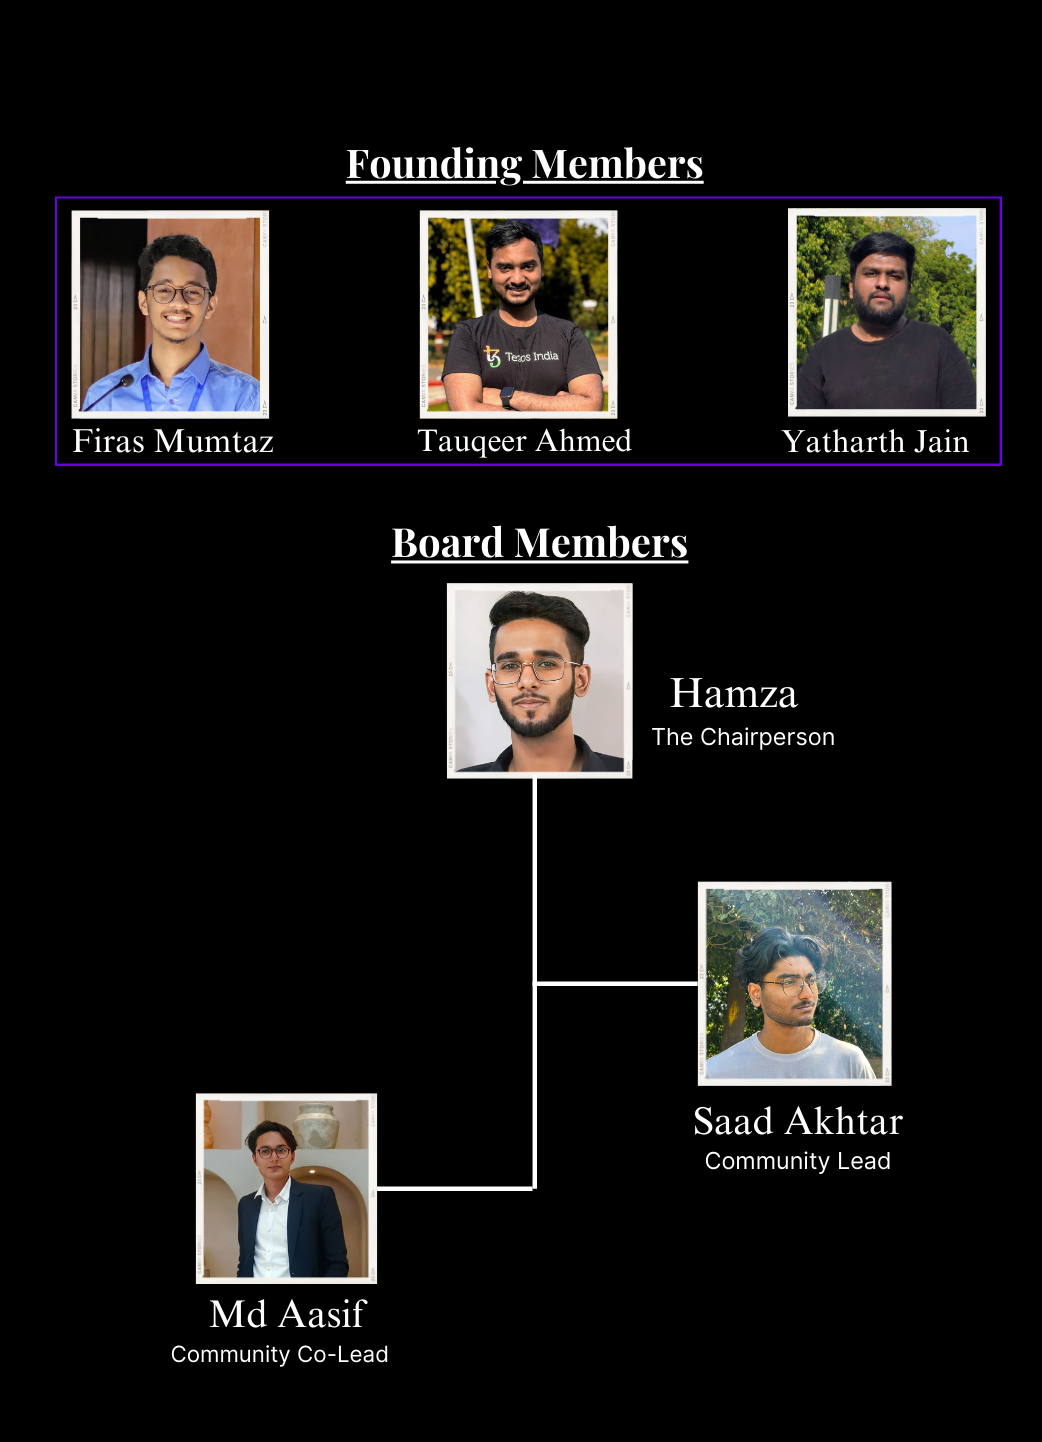 Founding Members
Tezos India
Firas Mumtaz
Tauqeer Ahmed
Yatharth Jain
Board Members
Hamza
The Chairperson
Saad Akhtar
Community Lead
Md Aasif
Community Co-Lead